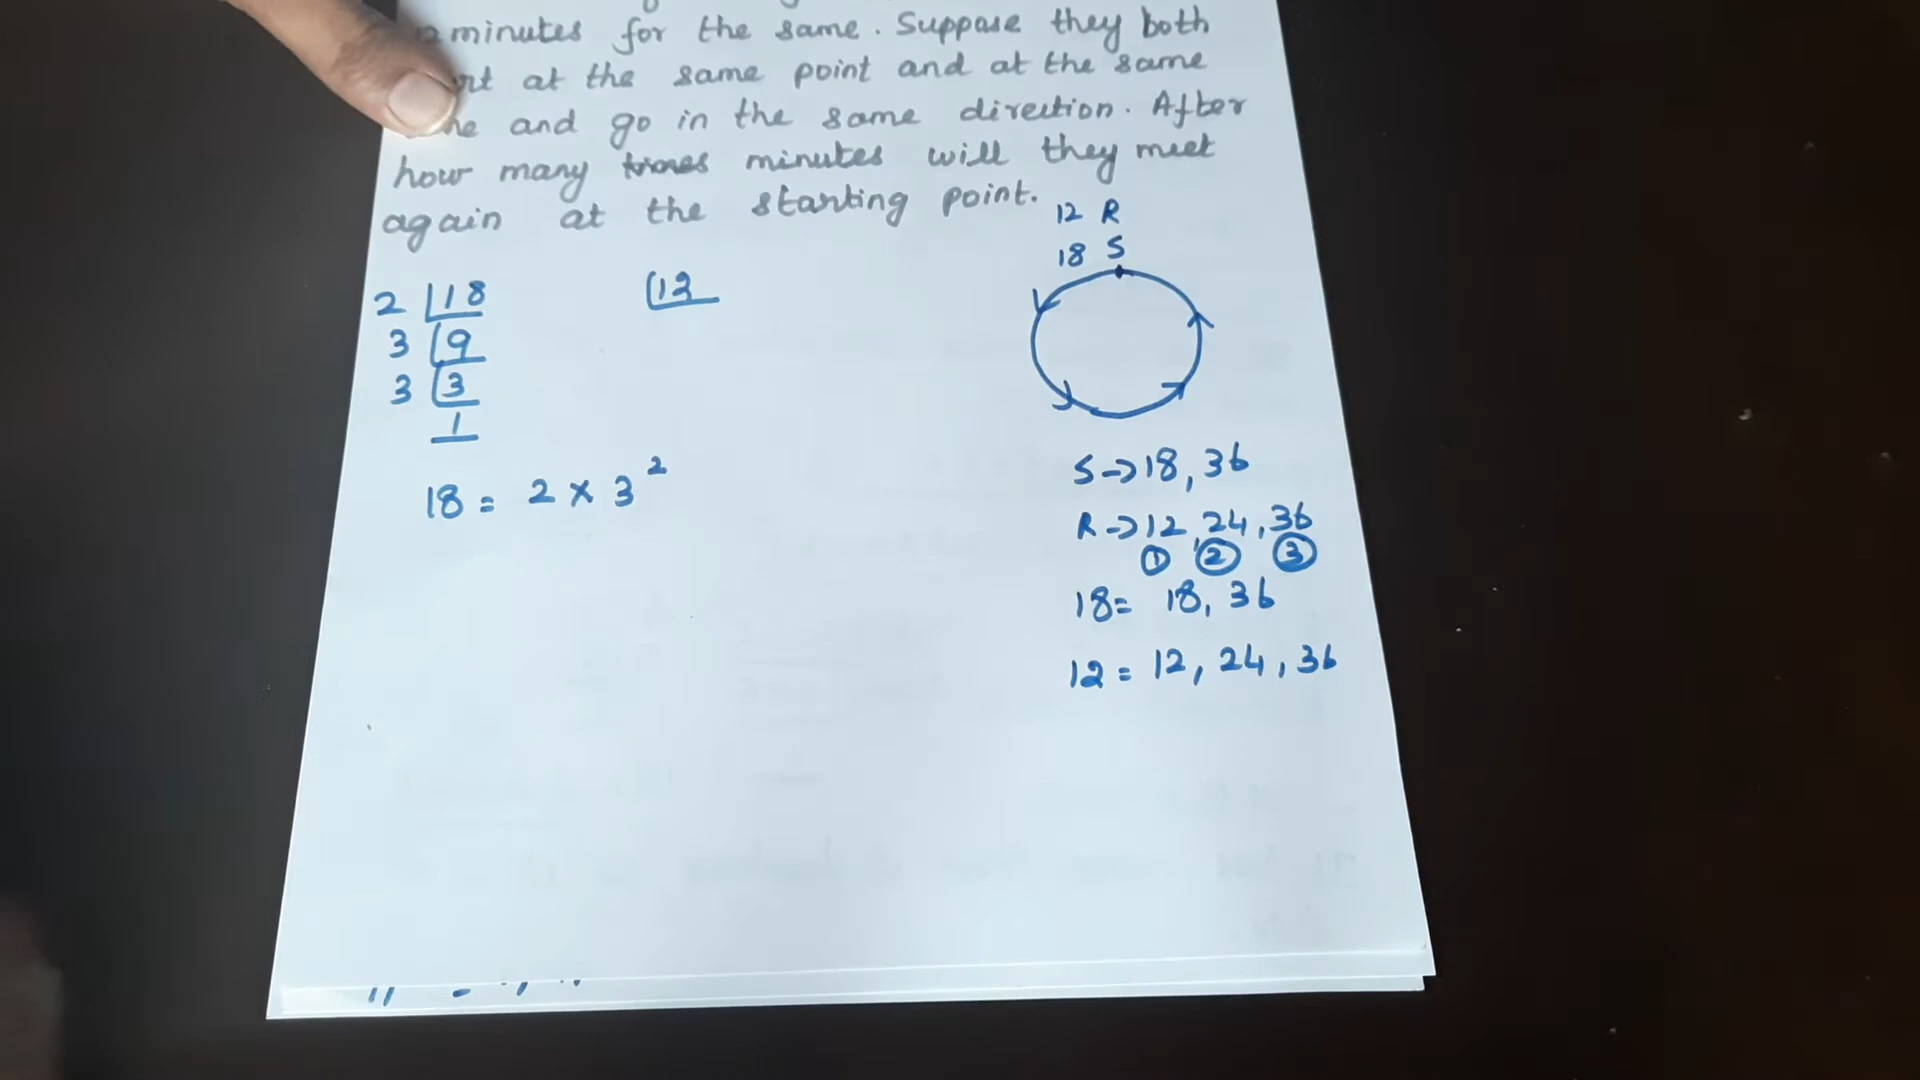 minutes for the same. Suppose they both
at the same point and at the same
and go in the same direction. After
how many minutes will they meet
again at the starting point.
12 R
18 S
2 18
12
3 9
3 3
1
18 = 2 × 3²
S → 18, 36
R → 12, 24, 36
① ② ③
18 = 18, 36
12 = 12, 24, 36